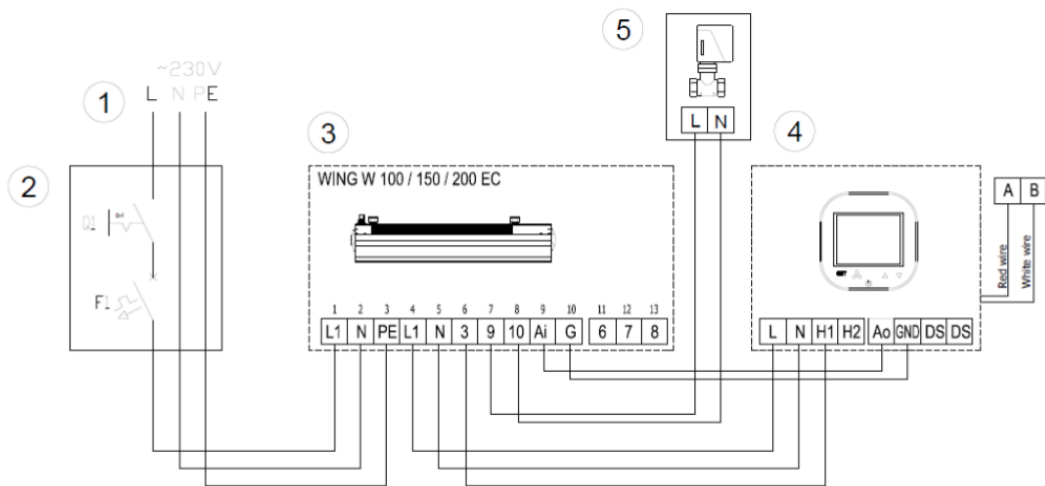 5
~230V
1
L N PE
L N
3
4
2
WING W 100 / 150 / 200 EC
A B
Q1
Red wire
White wire
F1
1 2 3 4 5 6 7 8 9 10 11 12 13
L1 N PE L1 N 3 9 10 Ai G 6 7 8
L N H1 H2 Ao GND DS DS